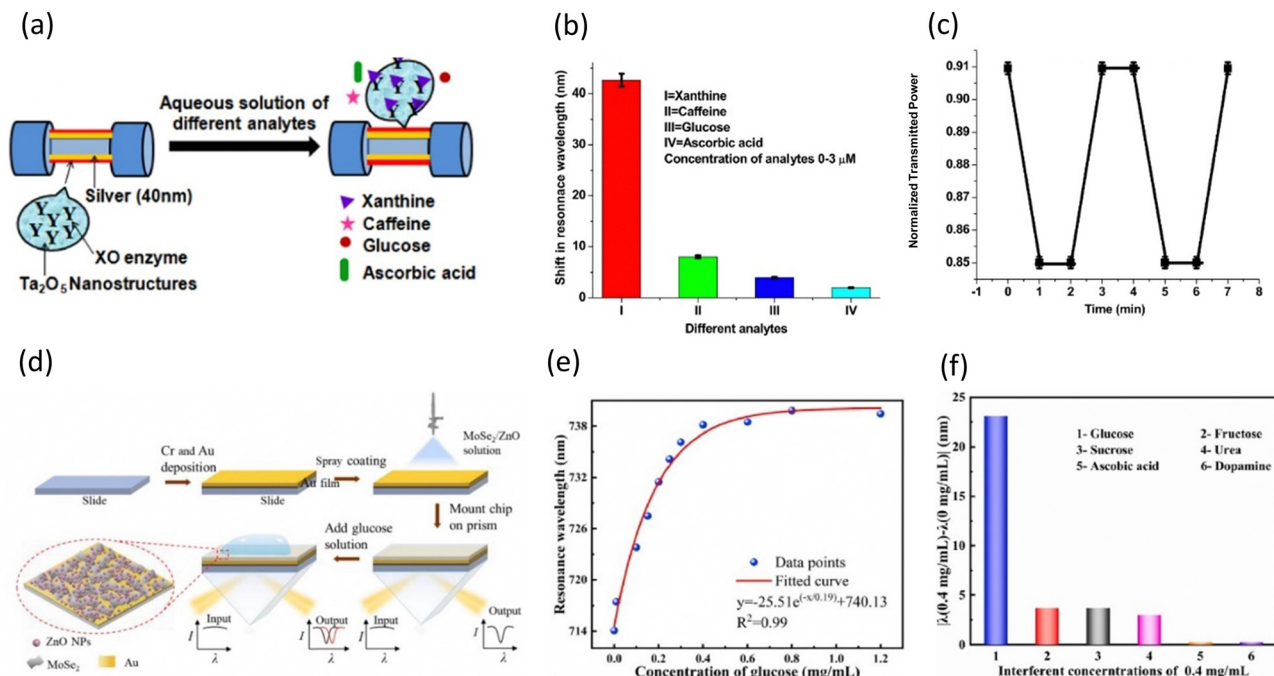 (a)
Aqueous solution of
different analytes
Silver (40nm)
Y Y Y Y Y Y Y
XO enzyme
Ta2O5 Nanostructures
Y Y Y Y Y Y
Xanthine
Caffeine
Glucose
Ascorbic acid
(b)
Shift in resonnace wavelength (nm)
40
30
20
10
0
I=Xanthine
II=Caffeine
III=Glucose
IV=Ascorbic acid
Concentration of analytes 0-3 μM
I II III IV
Different analytes
(c)
Normalized Transmitted Power
0.91
0.90
0.89
0.88
0.87
0.86
0.85
-1 0 1 2 3 4 5 6 7 8
Time (min)
(d)
Slide
Cr and Au
deposition
Au film
Slide
Spray coating
MoSe2/ZnO
solution
Mount chip
on prism
Add glucose
solution
Input
Output
Input
Output
I
λ
I
λ
I
λ
I
λ
ZnO NPs
MoSe2
Au
(e)
Resonance wavelength (nm)
738
732
726
720
714
Data points
Fitted curve
y=-25.51e(-x/0.19)+740.13
R2=0.99
0.0 0.2 0.4 0.6 0.8 1.0 1.2
Concentration of glucose (mg/mL)
(f)
|λ(0.4 mg/mL)-λ(0 mg/mL)| (nm)
25
20
15
10
5
0
1- Glucose 2- Fructose
3- Sucrose 4- Urea
5- Ascobic acid 6- Dopamine
1 2 3 4 5 6
Interferent concerntrations of 0.4 mg/mL